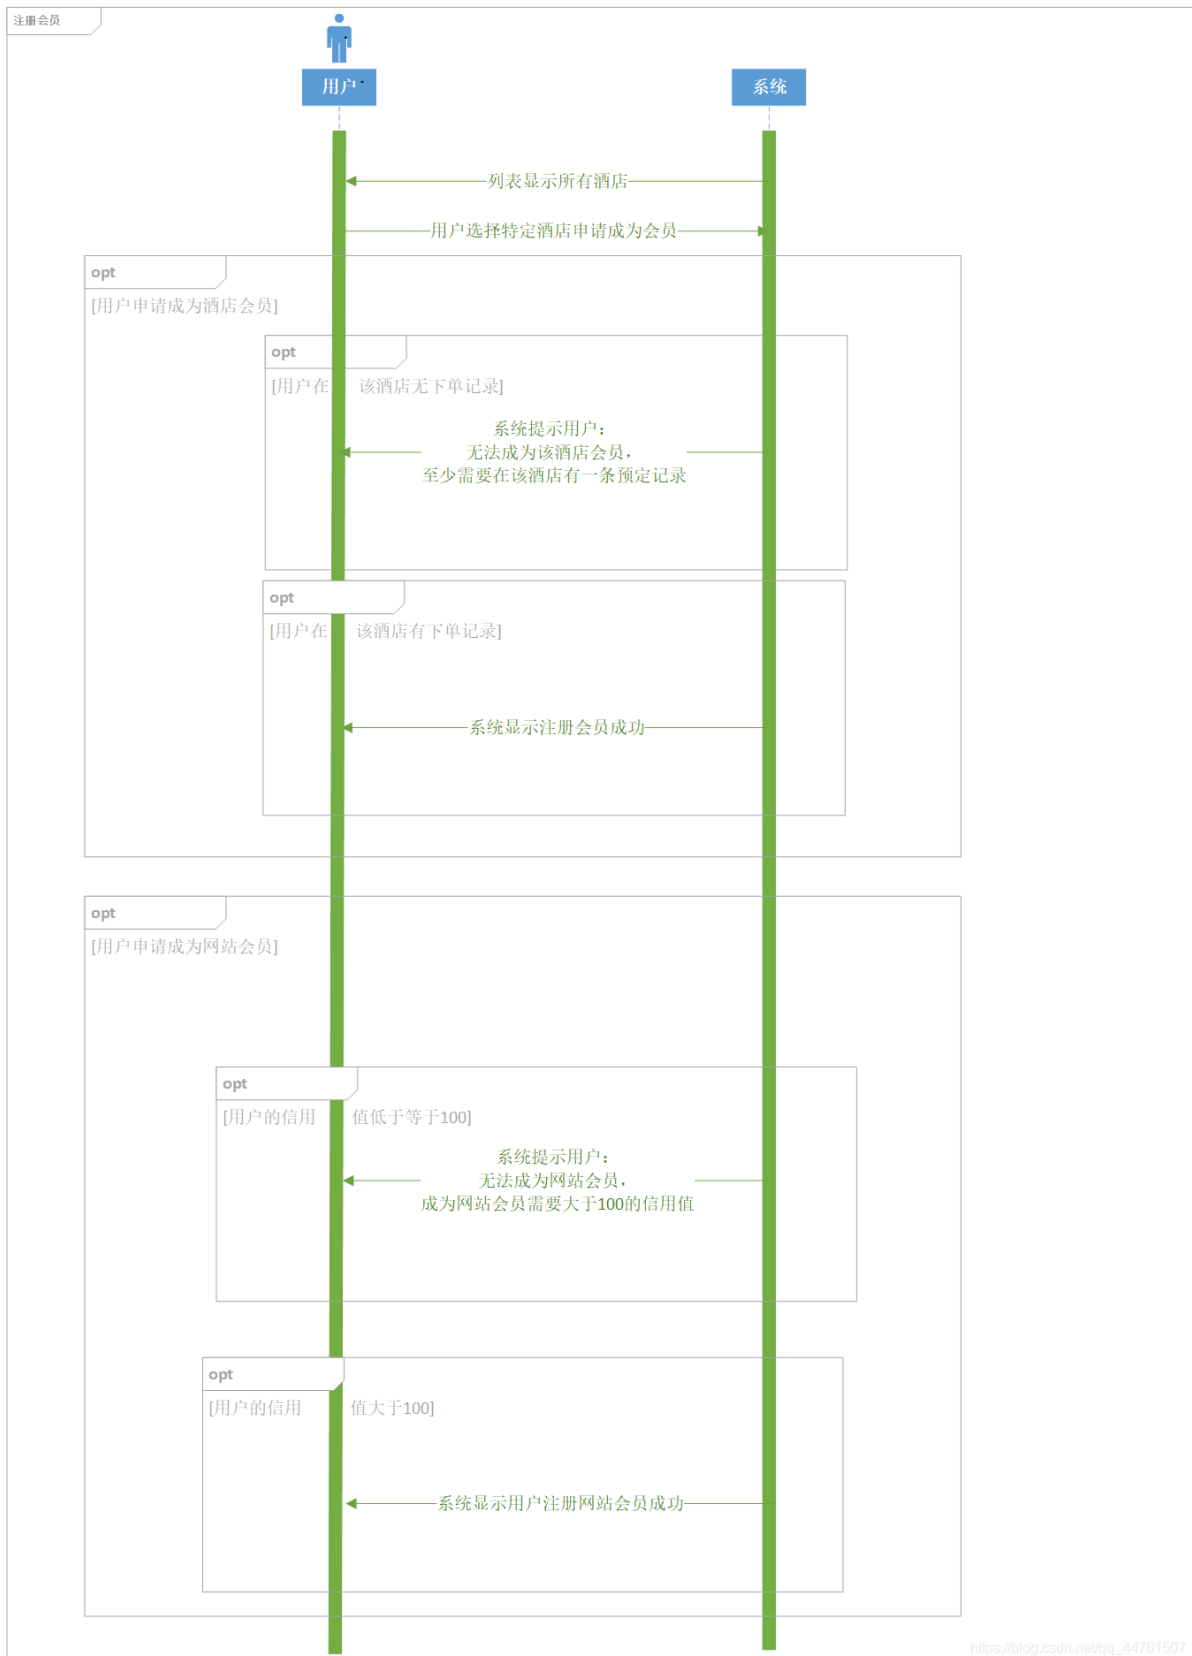 注册会员
用户
系统
列表显示所有酒店
用户选择特定酒店申请成为会员
opt
[用户申请成为酒店会员]
opt
[用户在 该酒店无下单记录]
系统提示用户：
无法成为该酒店会员，
至少需要在该酒店有一条预定记录
opt
[用户在 该酒店有下单记录]
系统显示注册会员成功
opt
[用户申请成为网站会员]
opt
[用户的信用 值低于等于100]
系统提示用户：
无法成为网站会员，
成为网站会员需要大于100的信用值
opt
[用户的信用 值大于100]
系统显示用户注册网站会员成功
https://blog.csdn.net/qq_44761507